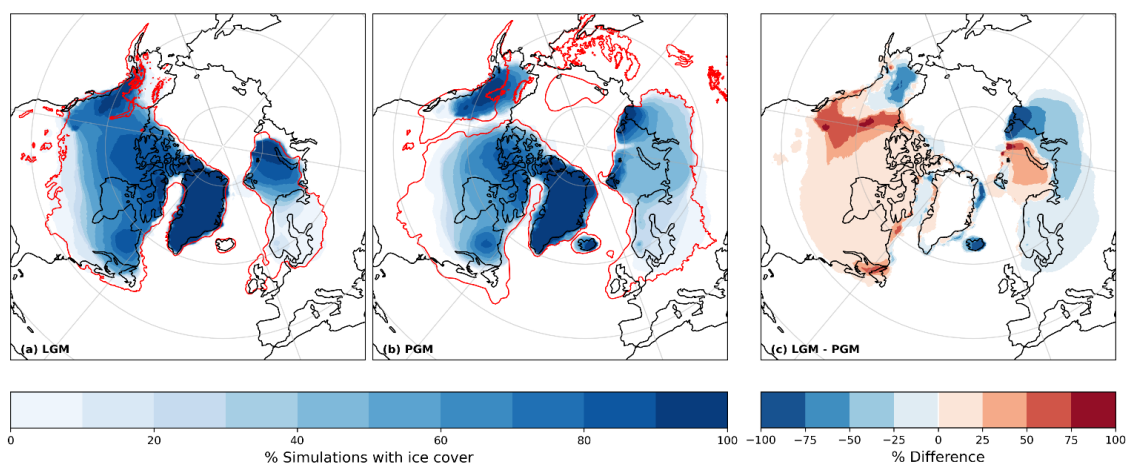 (a) LGM
(b) PGM
(c) LGM - PGM
0 20 40 60 80 100
% Simulations with ice cover
−100 −75 −50 −25 0 25 50 75 100
% Difference